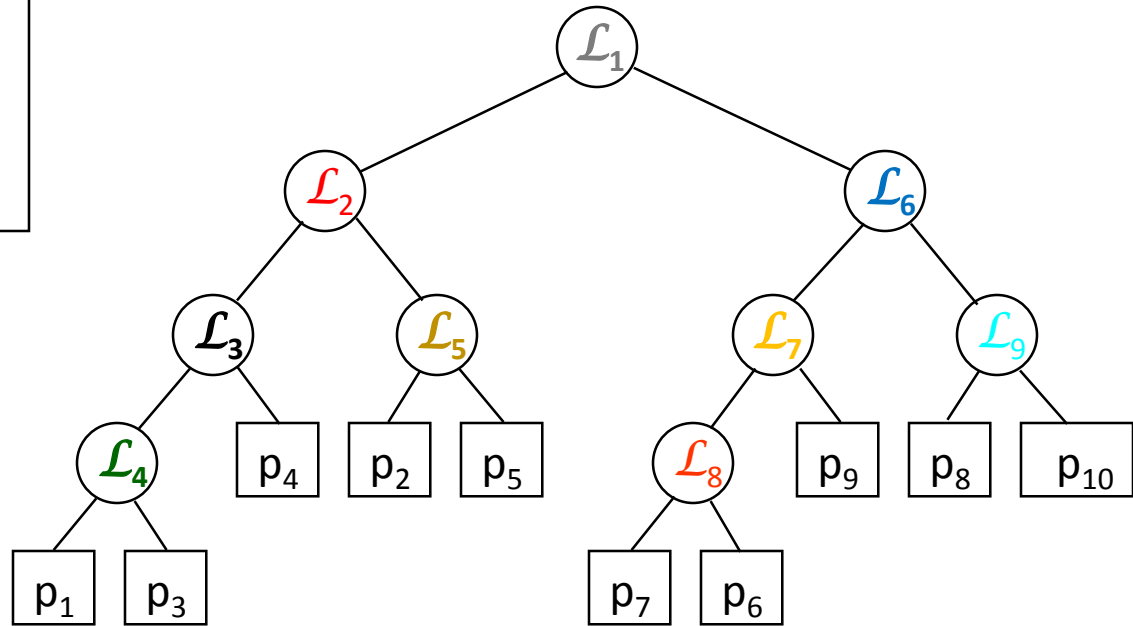 ℒ₁
ℒ₂ ℒ₆
ℒ₃ ℒ₅ ℒ₇ ℒ₉
ℒ₄ p₄ p₂ p₅ ℒ₈ p₉ p₈ p₁₀
p₁ p₃ p₇ p₆